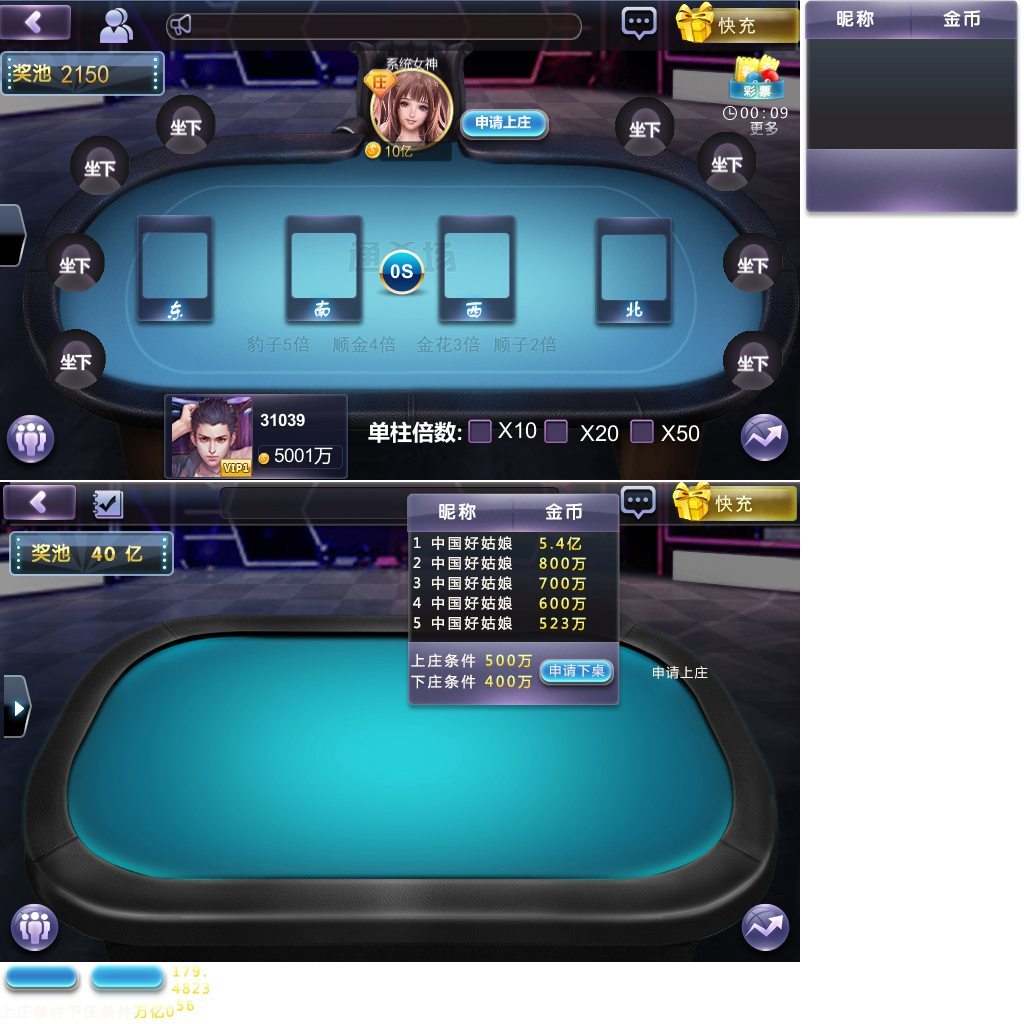 快充
昵称 金币
奖池 2150
系统女神
庄
申请上庄
10亿
彩票
00:09
更多
坐下 坐下
坐下 坐下
坐下 坐下
0S
东 南 西 北
豹子5倍 顺金4倍 金花3倍 顺子2倍
坐下 坐下
31039
VIP1
5001万
单柱倍数: X10 X20 X50
快充
昵称 金币
奖池 40 亿
1 中国好姑娘 5.4亿
2 中国好姑娘 800万
3 中国好姑娘 700万
4 中国好姑娘 600万
5 中国好姑娘 523万
上庄条件 500万
下庄条件 400万
申请下桌
申请上庄
179.
4823
56
上庄条件下庄条件万亿0